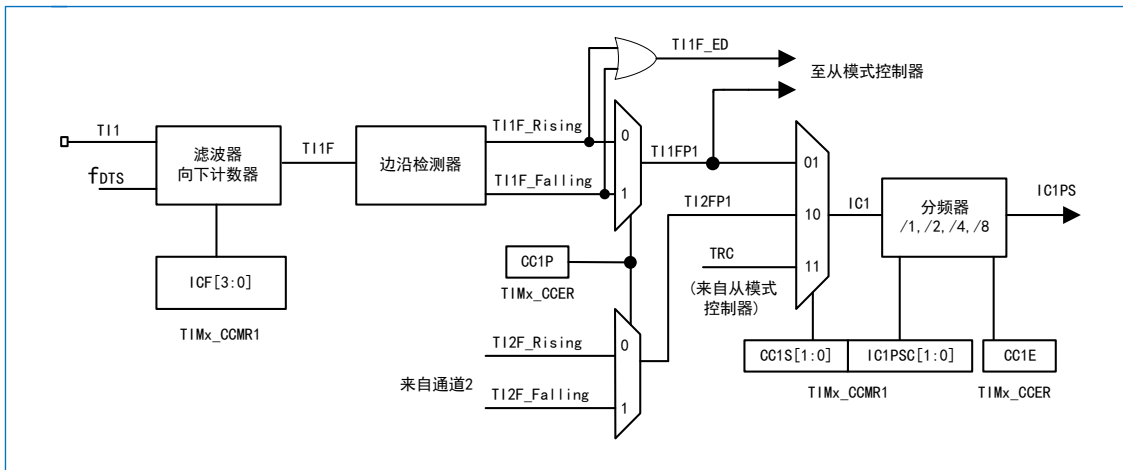 TI1F_ED
至从模式控制器
TI1
fDTS
滤波器
向下计数器
TI1F
边沿检测器
TI1F_Rising
TI1F_Falling
0
1
TI1FP1
TI2FP1
TRC
(来自从模式
控制器)
01
10
11
IC1
分频器
/1,/2,/4,/8
IC1PS
ICF[3:0]
TIMx_CCMR1
CC1P
TIMx_CCER
来自通道2
TI2F_Rising
TI2F_Falling
0
1
CC1S[1:0]
IC1PSC[1:0]
CC1E
TIMx_CCMR1
TIMx_CCER